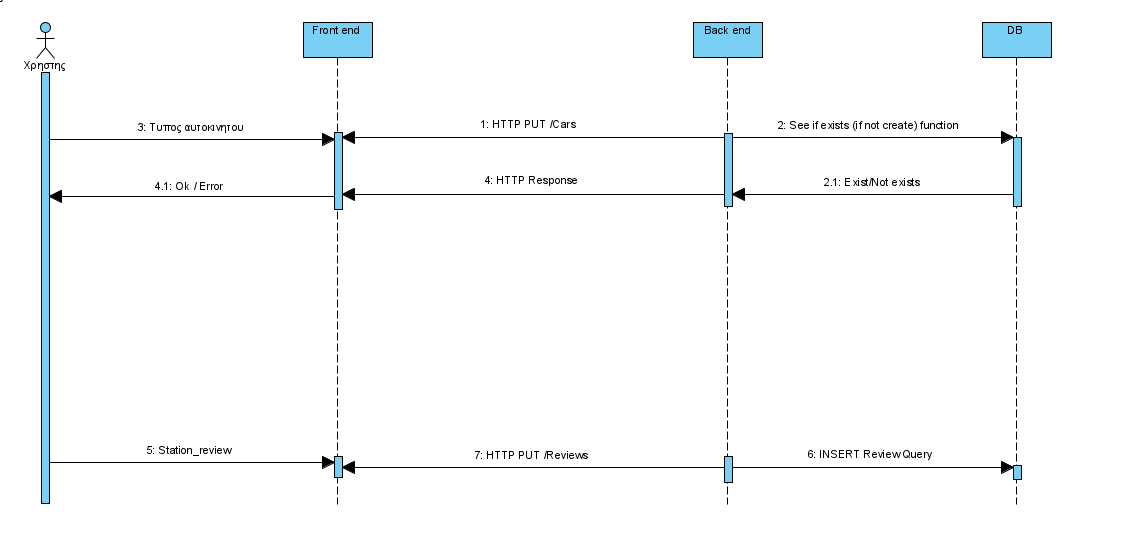 Front end
Back end
DB
Χρηστης
3: Τυπος αυτοκινητου
1: HTTP PUT /Cars
2: See if exists (if not create) function
4.1: Ok / Error
4: HTTP Response
2.1: Exist/Not exists
5: Station_review
7: HTTP PUT /Reviews
6: INSERT Review Query